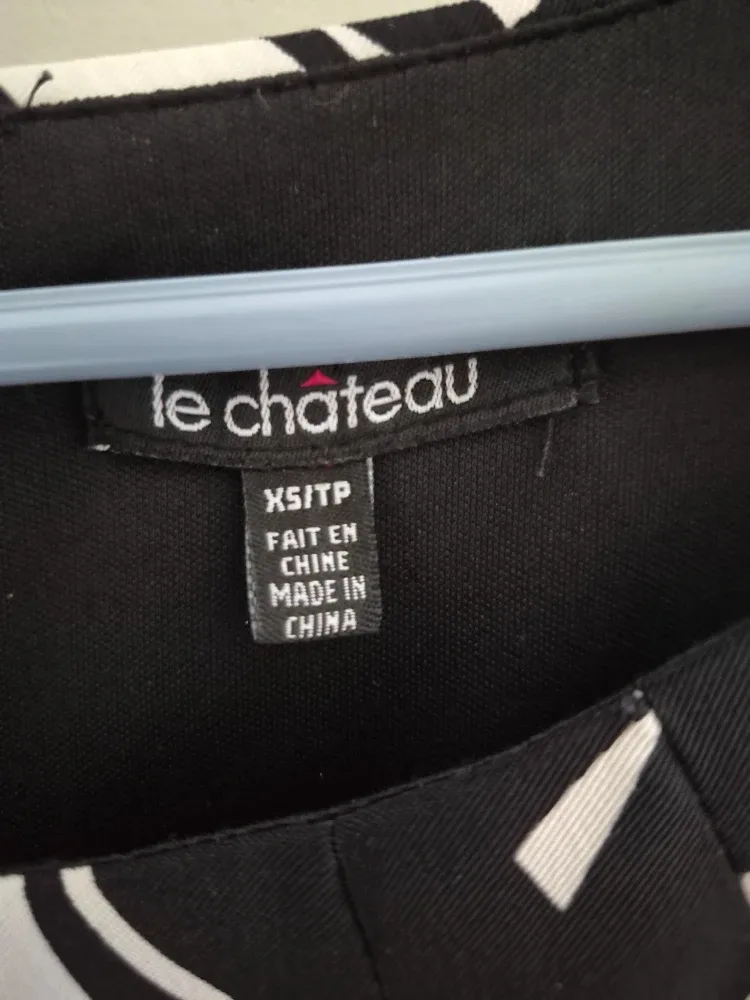 le château
XS/TP
FAIT EN
CHINE
MADE IN
CHINA